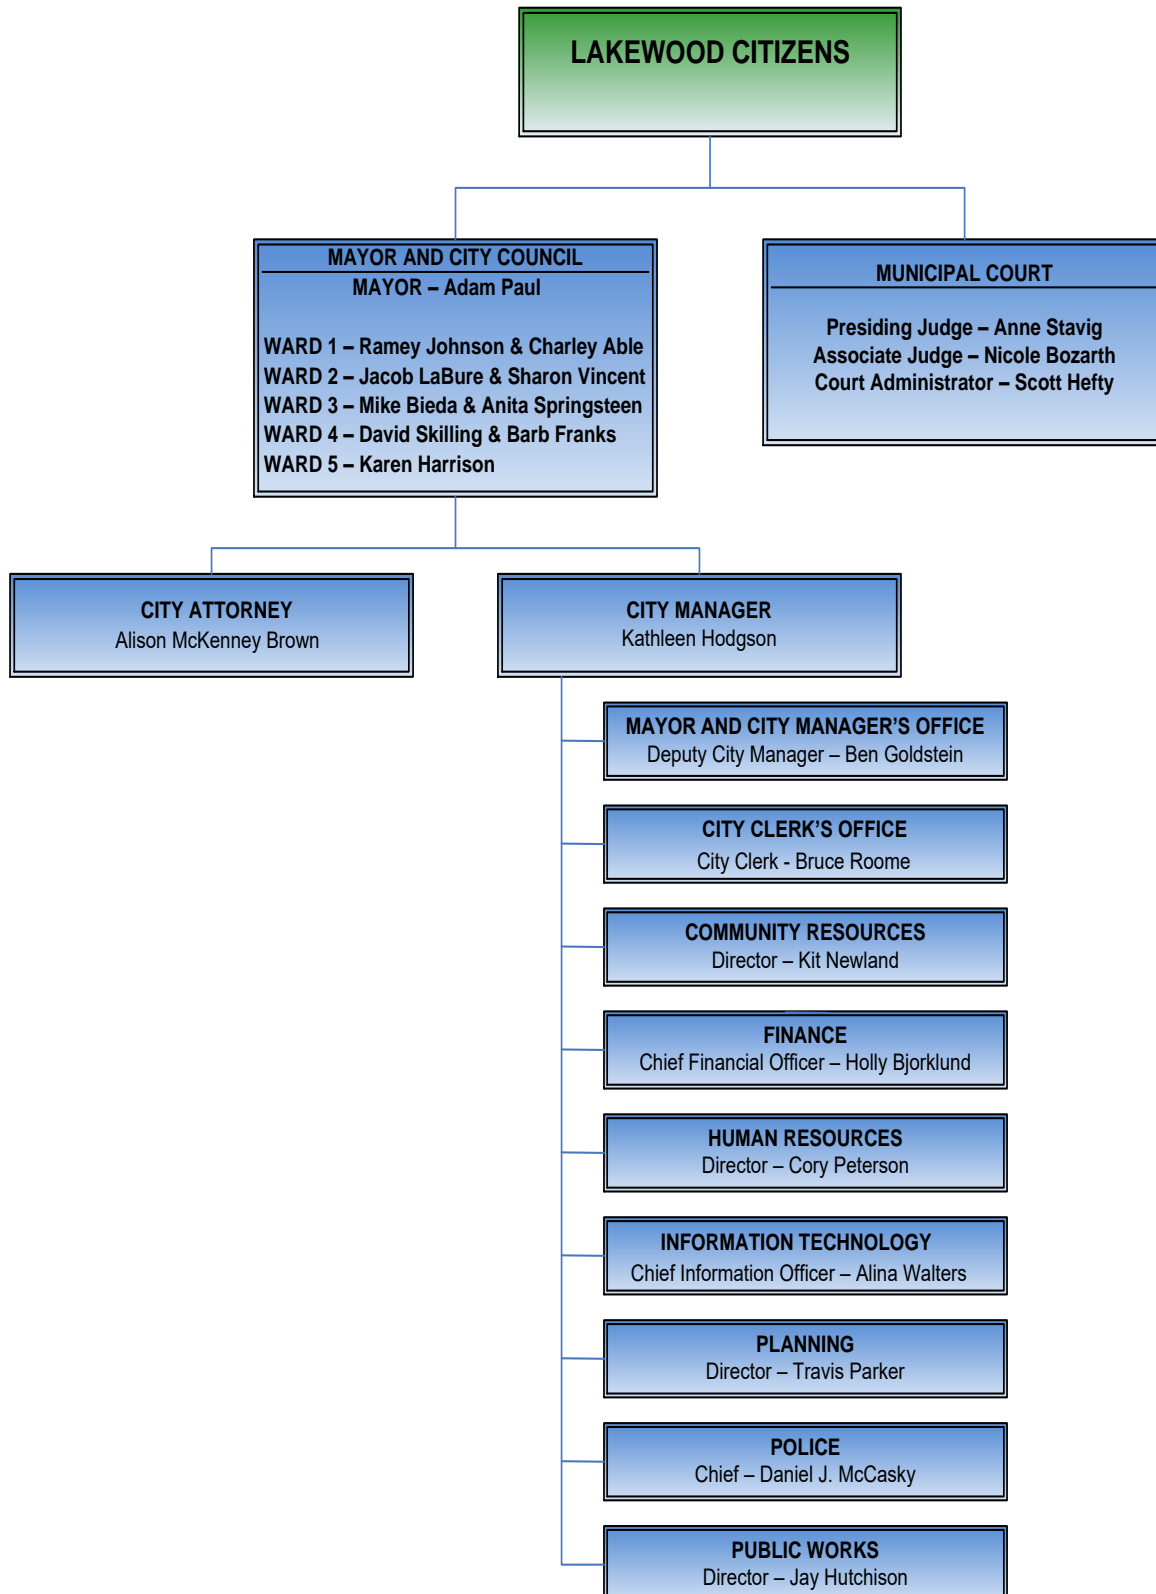 LAKEWOOD CITIZENS
MAYOR AND CITY COUNCIL
MAYOR – Adam Paul
WARD 1 – Ramey Johnson & Charley Able
WARD 2 – Jacob LaBure & Sharon Vincent
WARD 3 – Mike Bieda & Anita Springsteen
WARD 4 – David Skilling & Barb Franks
WARD 5 – Karen Harrison
MUNICIPAL COURT
Presiding Judge – Anne Stavig
Associate Judge – Nicole Bozarth
Court Administrator – Scott Hefty
CITY ATTORNEY
Alison McKenney Brown
CITY MANAGER
Kathleen Hodgson
MAYOR AND CITY MANAGER’S OFFICE
Deputy City Manager – Ben Goldstein
CITY CLERK’S OFFICE
City Clerk - Bruce Roome
COMMUNITY RESOURCES
Director – Kit Newland
FINANCE
Chief Financial Officer – Holly Bjorklund
HUMAN RESOURCES
Director – Cory Peterson
INFORMATION TECHNOLOGY
Chief Information Officer – Alina Walters
PLANNING
Director – Travis Parker
POLICE
Chief – Daniel J. McCasky
PUBLIC WORKS
Director – Jay Hutchison